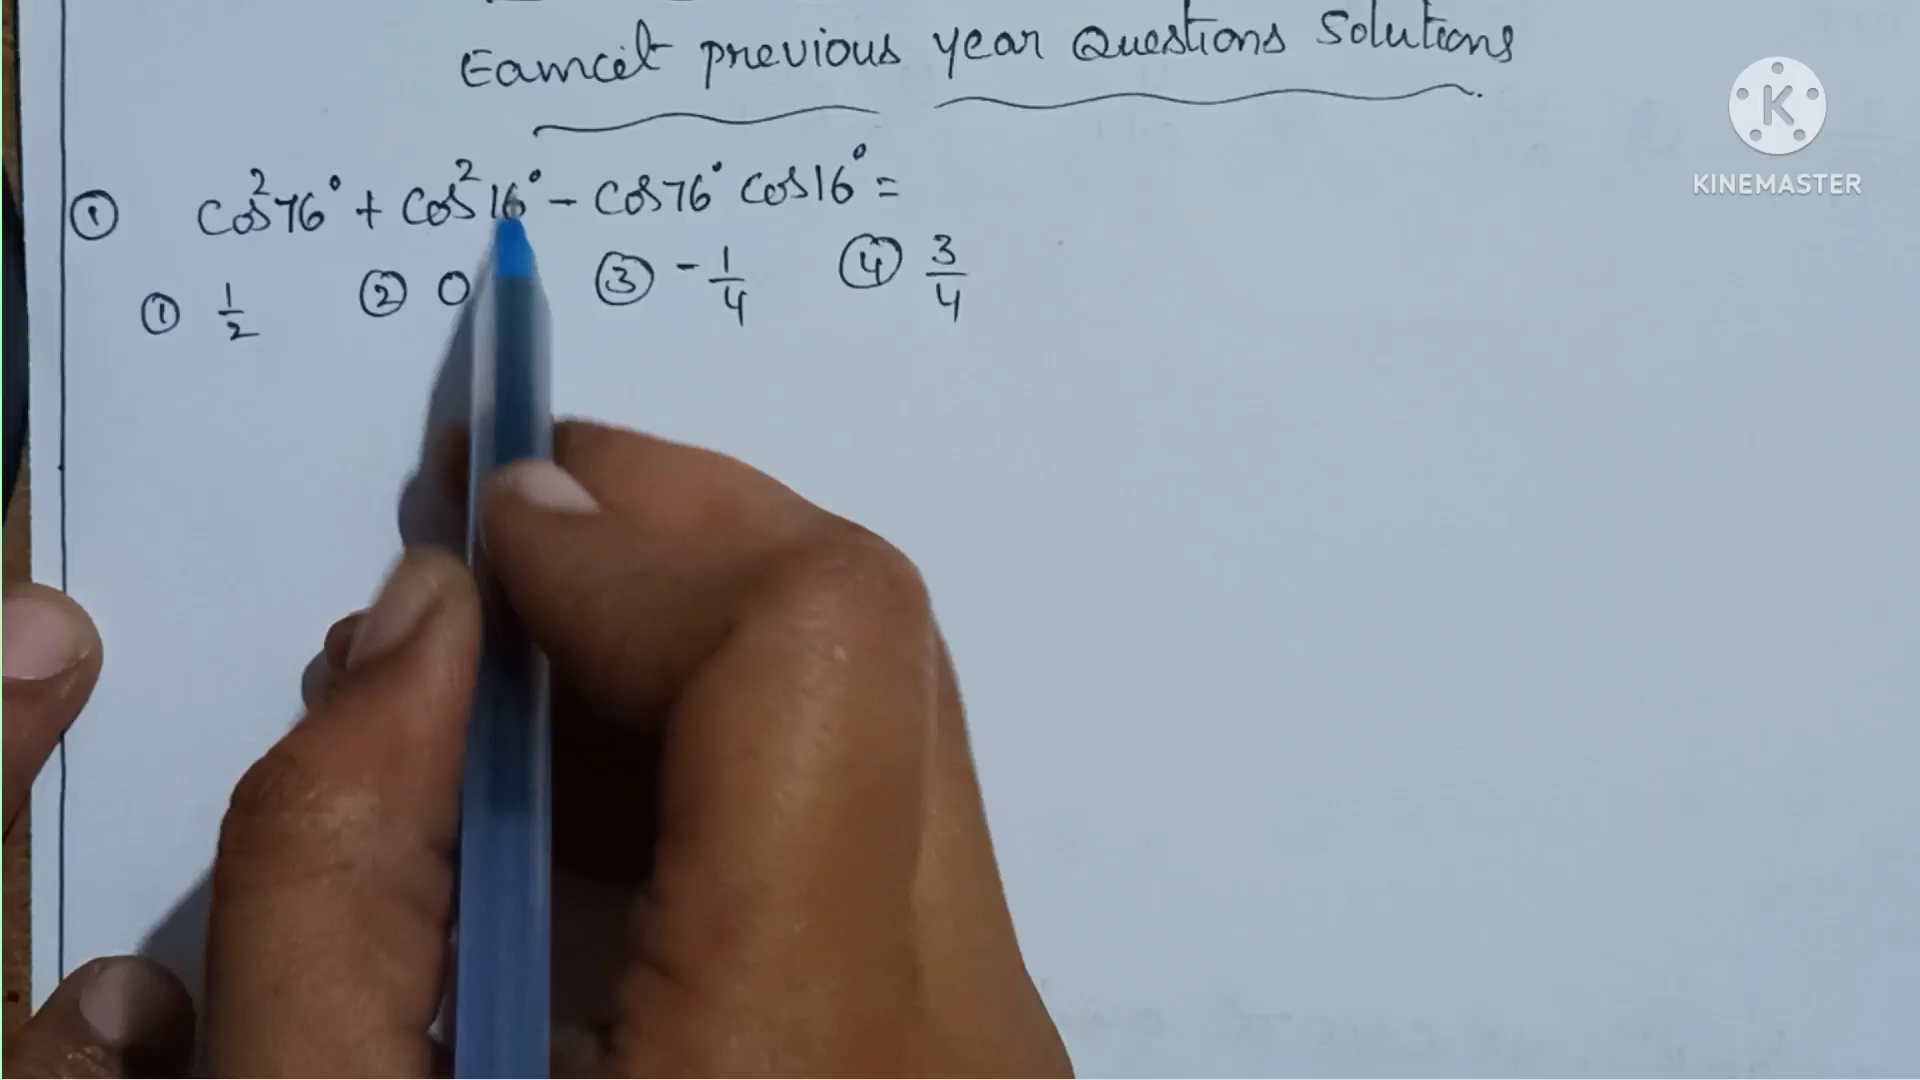 Eamcet previous year Questions Solutions
K
KINEMASTER
① Cos²76° + Cos²16° - Cos76° Cos16° =
① 1/2 ② 0 ③ -1/4 ④ 3/4